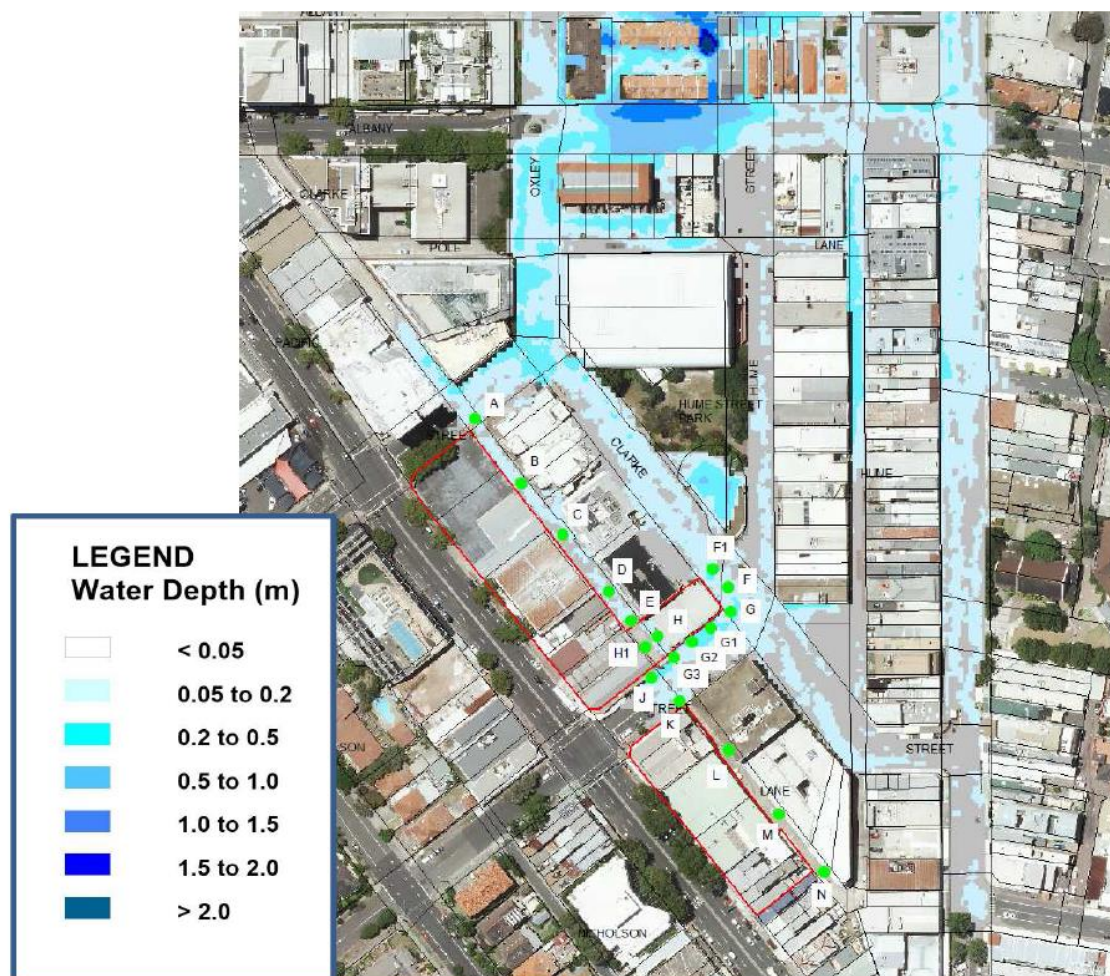 ALBANY
CLARKE
OXLEY
STREET
POLE
LANE
PACIFIC
HUME
HUME STREET
PARK
A
STREET
CLARKE
B
HUNE
C
F1
D
F
E
G
H
G1
H1
G2
G3
J
STREET
K
STREET
L
LANE
M
N
NICHOLSON
LEGEND
Water Depth (m)
< 0.05
0.05 to 0.2
0.2 to 0.5
0.5 to 1.0
1.0 to 1.5
1.5 to 2.0
> 2.0